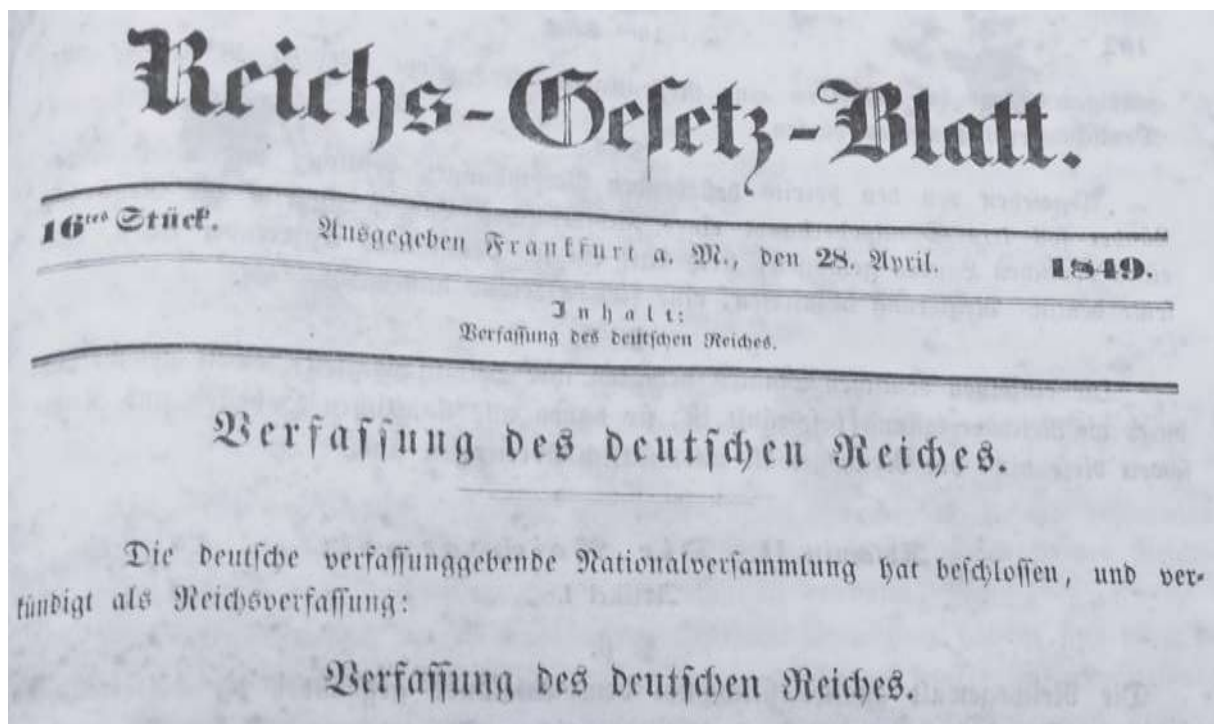 Reichs-Gesetz-Blatt.
16tes Stück. Ausgegeben Frankfurt a. M., den 28. April. 1849.
Inhalt:
Verfassung des deutschen Reiches.
Verfassung des deutschen Reiches.
Die deutsche verfassunggebende Nationalversammlung hat beschlossen, und ver-
kündigt als Reichsverfassung:
Verfassung des deutschen Reiches.